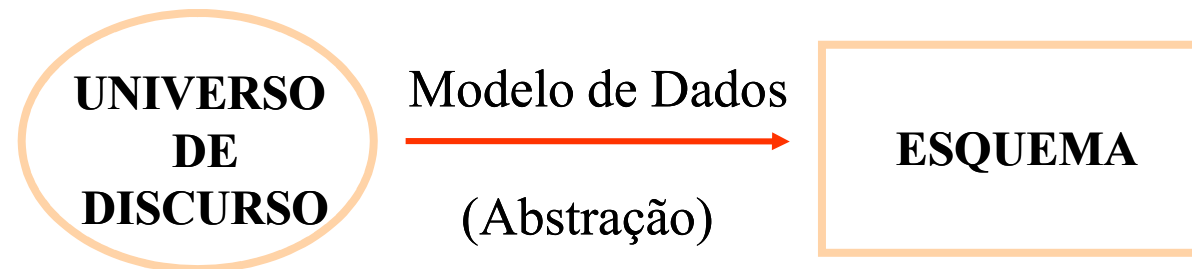 UNIVERSO
DE
DISCURSO
Modelo de Dados
(Abstração)
ESQUEMA